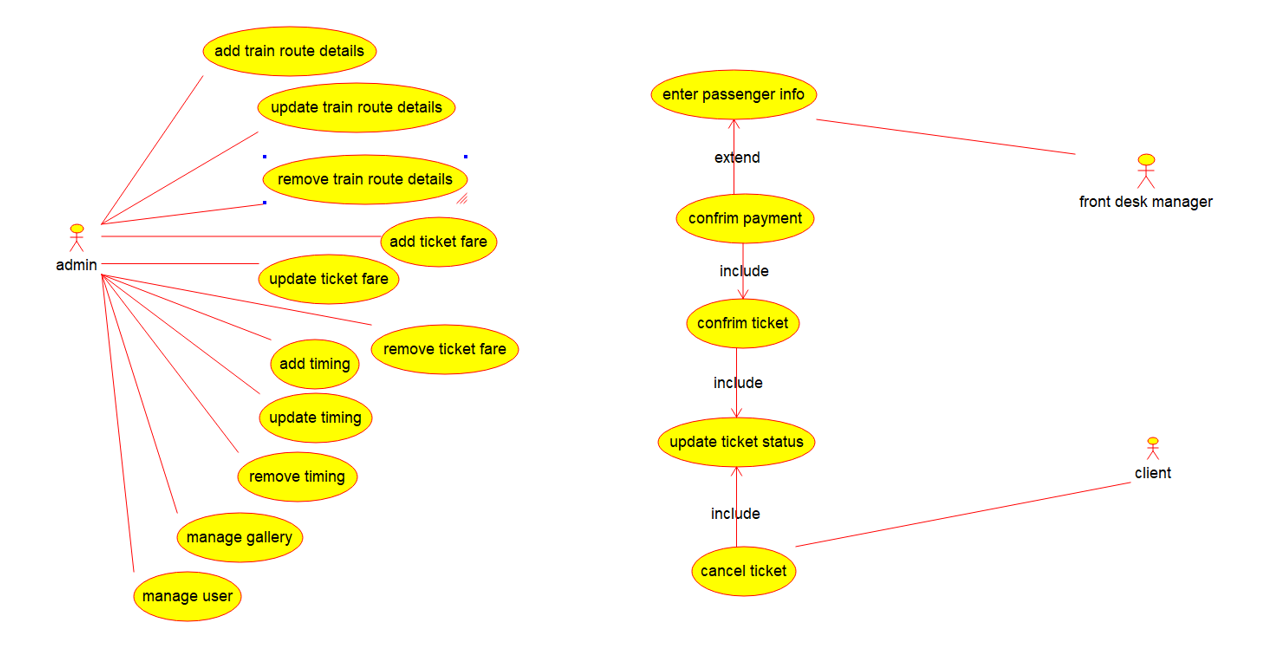 add train route details
update train route details
remove train route details
add ticket fare
admin
update ticket fare
remove ticket fare
add timing
update timing
remove timing
manage gallery
manage user
enter passenger info
extend
front desk manager
confrim payment
include
confrim ticket
include
update ticket status
client
include
cancel ticket